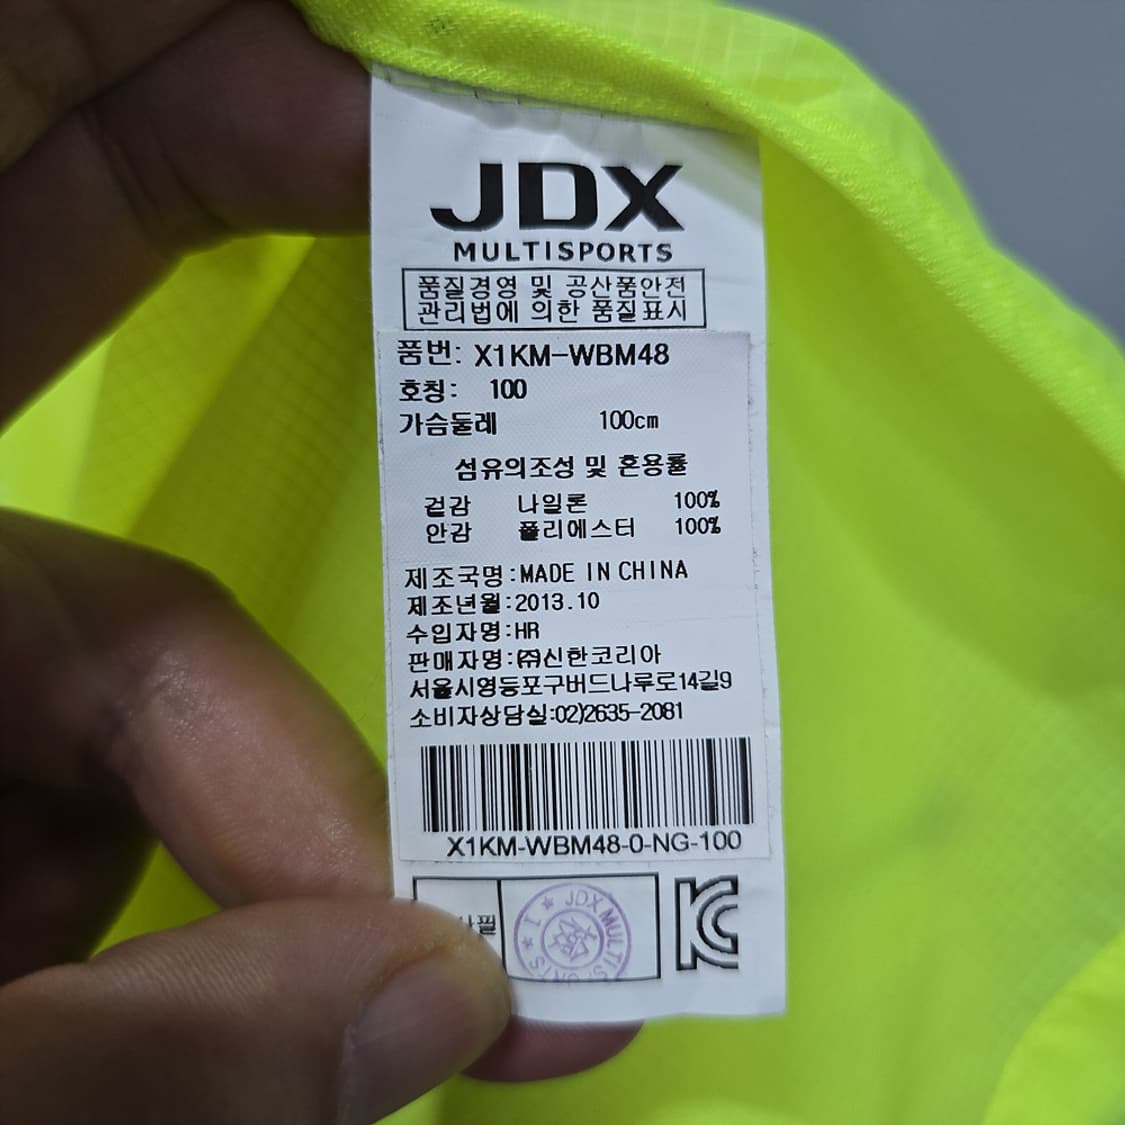 JDX
MULTISPORTS
품질경영 및 공산품안전
관리법에 의한 품질표시
품번: X1KM-WBM48
호칭: 100
가슴둘레 100cm
섬유의조성 및 혼용률
겉감 나일론 100%
안감 폴리에스터 100%
제조국명:MADE IN CHINA
제조년월:2013.10
수입자명:HR
판매자명:㈜신한코리아
서울시영등포구버드나루로14길9
소비자상담실:02)2635-2081
X1KM-WBM48-0-NG-100
필
JDX MULTISPORTS
KC